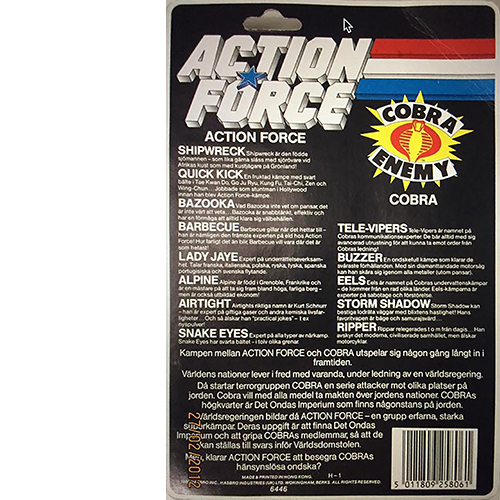 ACTION
FORCE
COBRA
ENEMY
ACTION FORCE
SHIPWRECK Shipwreck är den födde
sjömannen – som lika gärna slåss med sjörövare vid
Afrikas kust som med kustjägare på Grönland!
QUICK KICK En fruktad kämpe med svart
bälte i Tae Kwan Do, Go Ju Ryu, Kung Fu, Tai-Chi, Zen och
Wing-Chun... Jobbade som stuntman i Hollywood
innan han blev Action Force-kämpe.
BAZOOKA Vad Bazooka inte vet om pansar, det
är inte värt att veta... Bazooka är snabbtänkt, effektiv och
har en förmåga att alltid klara sig välbehållen.
BARBECUE Barbecue gillar när det hettar till –
han är nämligen den främste experten på eld hos Action
Force! Hur farligt det än blir, Barbecue vill vara där det är
som hetast!
LADY JAYE Expert på underrättelseverksam-
het. Talar franska, italienska, polska, ryska, tyska, spanska
portugisiska och svenska flytande.
ALPINE Alpine är född i Grenoble, Frankrike och
är en mästare på att ta sig fram bland höga, farliga berg –
men är också utbildad ekonom!
AIRTIGHT Airtights riktiga namn är Kurt Schnurr
– han är expert på giftiga gaser och andra kemiska livsfar-
ligheter... Och så älskar han "practical jokes" – t ex
nyspulver!
SNAKE EYES Expert på alla typer av närkamp.
Snake Eyes har svarta bältet – i tolv olika grenar.
COBRA
TELE-VIPERS Tele-Vipers är namnet på
Cobras kommunikationsexperter. De bär alltid med sig
avancerad utrustning för att kunna ta emot order från
Cobras ledning!
BUZZER En ondskefull kämpe som klarar de
svåraste förhållanden. Med sin diamanttandade motorsåg
kan han skära sig igenom alla metaller (utom pansar).
EELS Eels är namnet på Cobras undervattenskämpar
– de kommer från en rad olika länder. Eels-kämparna är
experter på sabotage och förstörelse.
STORM SHADOW Storm Shadow kan
bestiga lodräta väggar med blixtens hastighet! Hans
favoritvapen är båge och samurajsvärd.
RIPPER Ripper relegerades t o m från dagis... Han
avskyr det moderna, civiliserade samhället, men älskar
motorcyklar.
Kampen mellan ACTION FORCE och COBRA utspelar sig någon gång långt in i
framtiden.
Världens nationer lever i fred med varandra, under ledning av en världsregering.
Då startar terrorgruppen COBRA en serie attacker mot olika platser på
jorden. Cobra vill med alla medel ta makten över jordens nationer. COBRAs
högkvarter är Det Ondas Imperium som finns någonstans på jorden.
Världsregeringen bildar då ACTION FORCE – en grupp erfarna, starka
kämpar. Deras uppgift är att finna Det Ondas
Imperium och att gripa COBRAs medlemmar, så att de
kan ställas till svars inför Världsdomstolen.
klarar ACTION FORCE att besegra COBRAs
hänsynslösa ondska?
MADE & PRINTED IN HONG KONG. H-1
HASBRO INDUSTRIES (UK) LTD. WOKINGHAM, BERKS. ALL RIGHTS RESERVED.
6446
5 011809 258061
27/02/2012